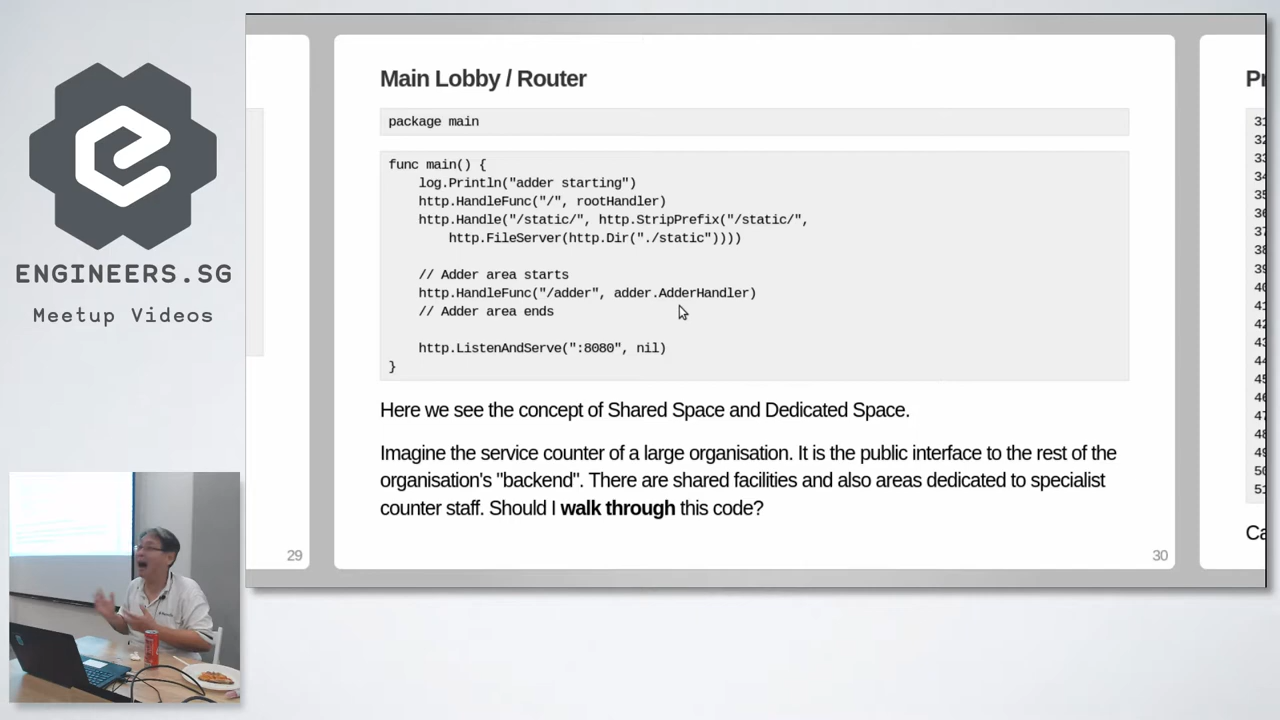 ENGINEERS.SG
Meetup Videos
29
Main Lobby / Router
package main
func main() {
    log.Println("adder starting")
    http.HandleFunc("/", rootHandler)
    http.Handle("/static/", http.StripPrefix("/static/",
        http.FileServer(http.Dir("./static"))))
    // Adder area starts
    http.HandleFunc("/adder", adder.AdderHandler)
    // Adder area ends
    http.ListenAndServe(":8080", nil)
}
Here we see the concept of Shared Space and Dedicated Space.
Imagine the service counter of a large organisation. It is the public interface to the rest of the
organisation's "backend". There are shared facilities and also areas dedicated to specialist
counter staff. Should I walk through this code?
30